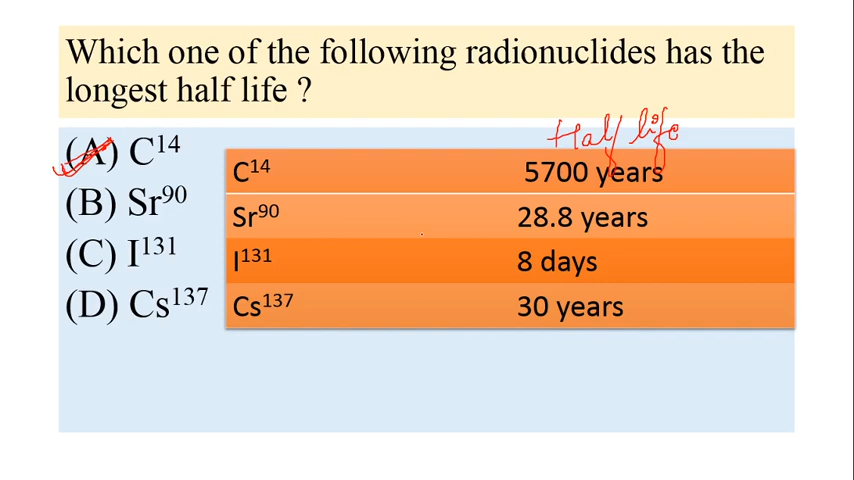 Which one of the following radionuclides has the
longest half life ?
Half life
(A) C¹⁴
(B) Sr⁹⁰
(C) I¹³¹
(D) Cs¹³⁷
C¹⁴ 5700 years
Sr⁹⁰ 28.8 years
I¹³¹ 8 days
Cs¹³⁷ 30 years